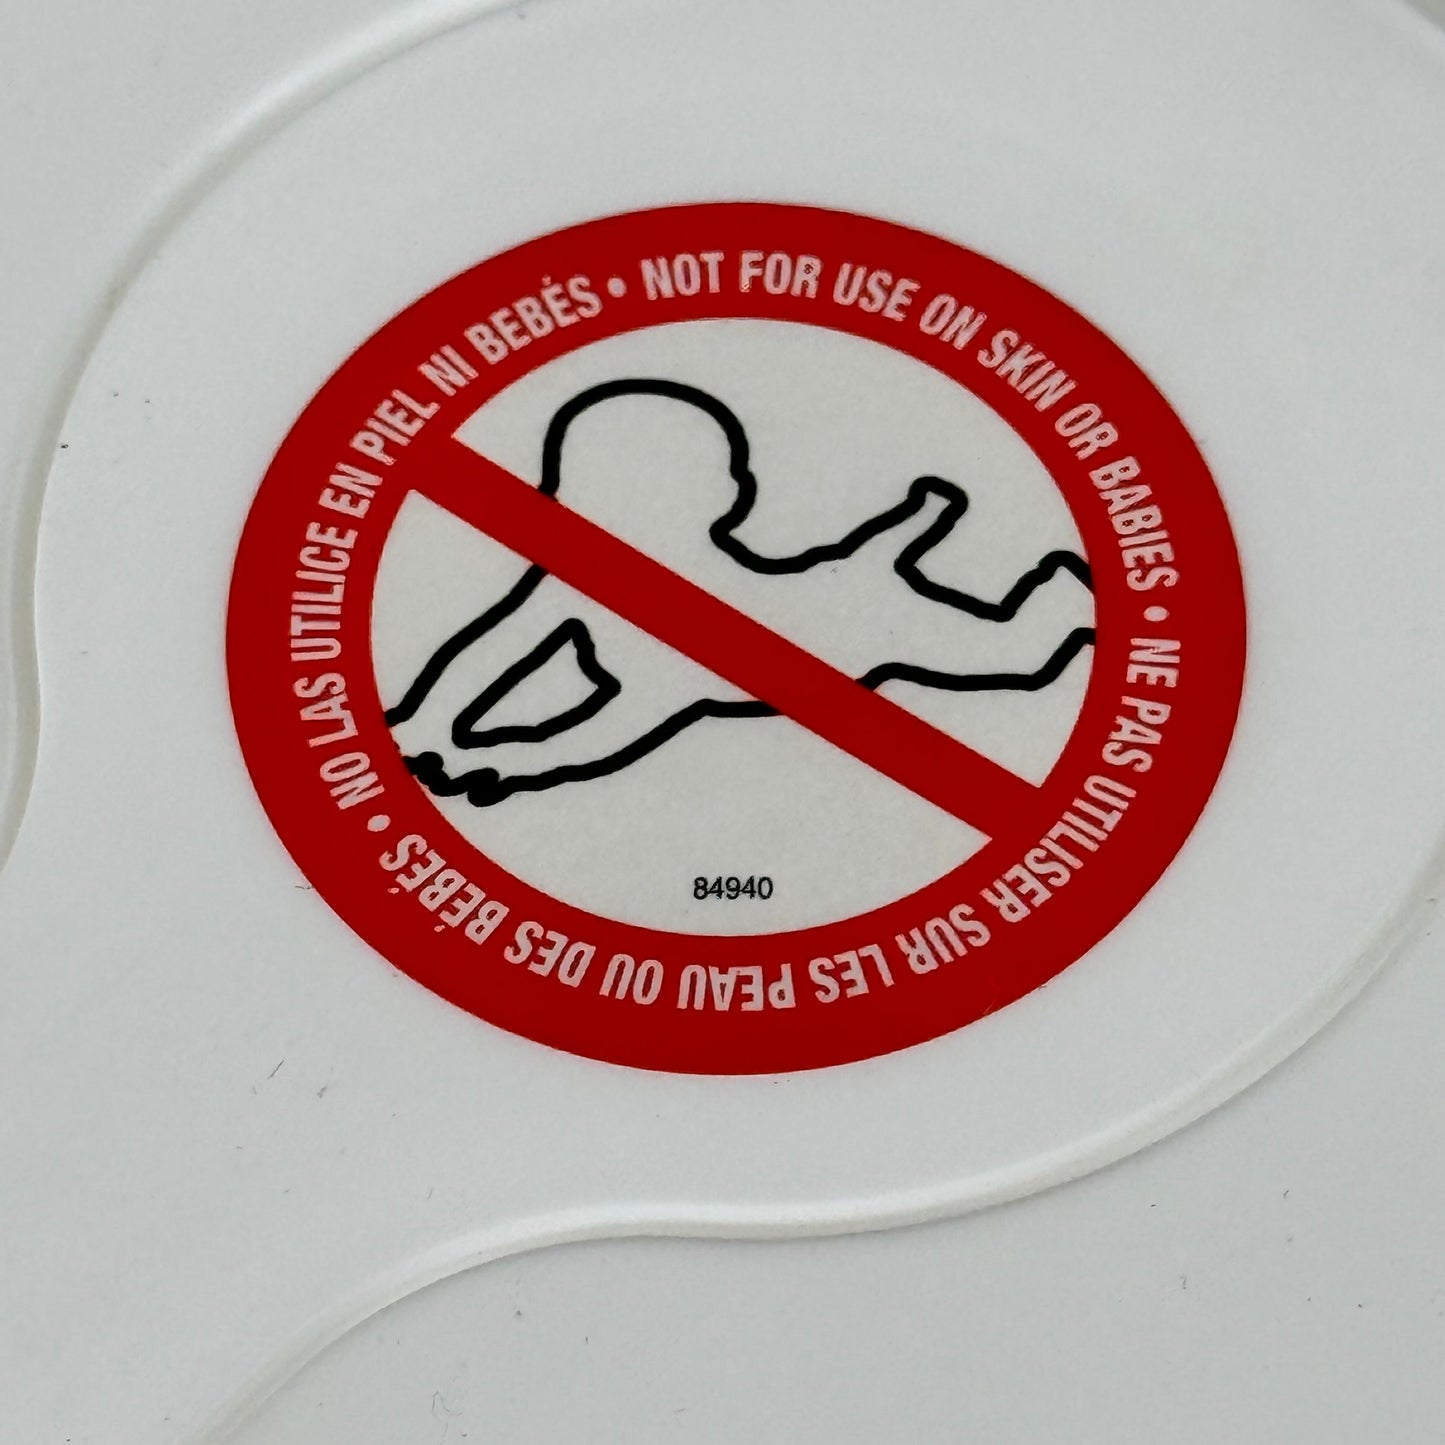 NOT FOR USE ON SKIN OR BABIES •
NE PAS UTILISER SUR LES PEAU OU DES BÉBÉS •
NO LAS UTILICE EN PIEL NI BEBÉS •
84940